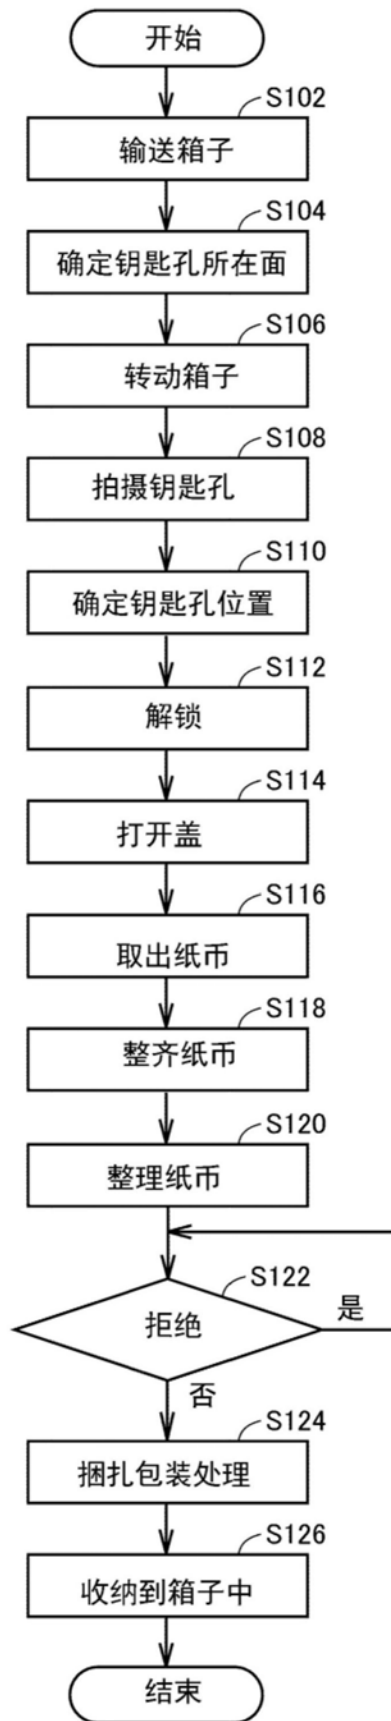 开始
S102
输送箱子
S104
确定钥匙孔所在面
S106
转动箱子
S108
拍摄钥匙孔
S110
确定钥匙孔位置
S112
解锁
S114
打开盖
S116
取出纸币
S118
整齐纸币
S120
整理纸币
S122
拒绝
是
否
S124
捆扎包装处理
S126
收纳到箱子中
结束